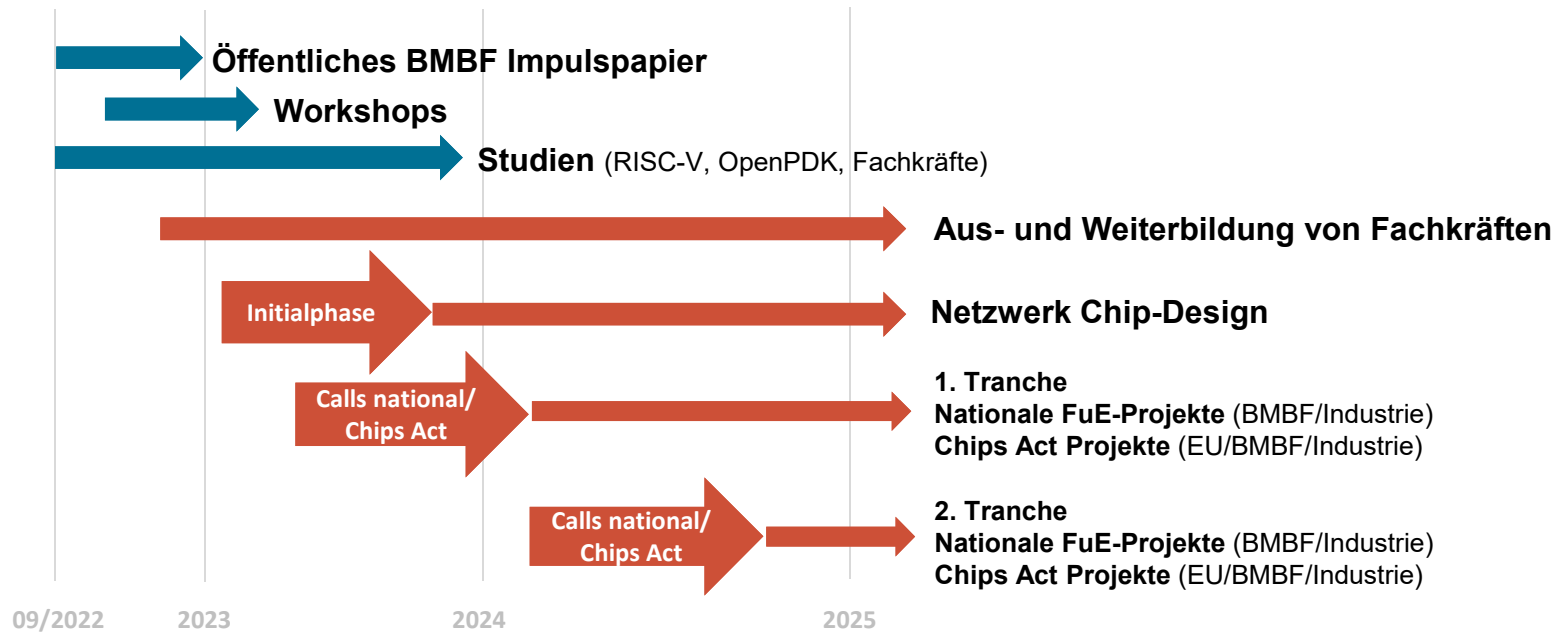 Öffentliches BMBF Impulspapier
Workshops
Studien (RISC-V, OpenPDK, Fachkräfte)
Aus- und Weiterbildung von Fachkräften
Initialphase
Netzwerk Chip-Design
Calls national/
Chips Act
1. Tranche
Nationale FuE-Projekte (BMBF/Industrie)
Chips Act Projekte (EU/BMBF/Industrie)
Calls national/
Chips Act
2. Tranche
Nationale FuE-Projekte (BMBF/Industrie)
Chips Act Projekte (EU/BMBF/Industrie)
09/2022 2023 2024 2025